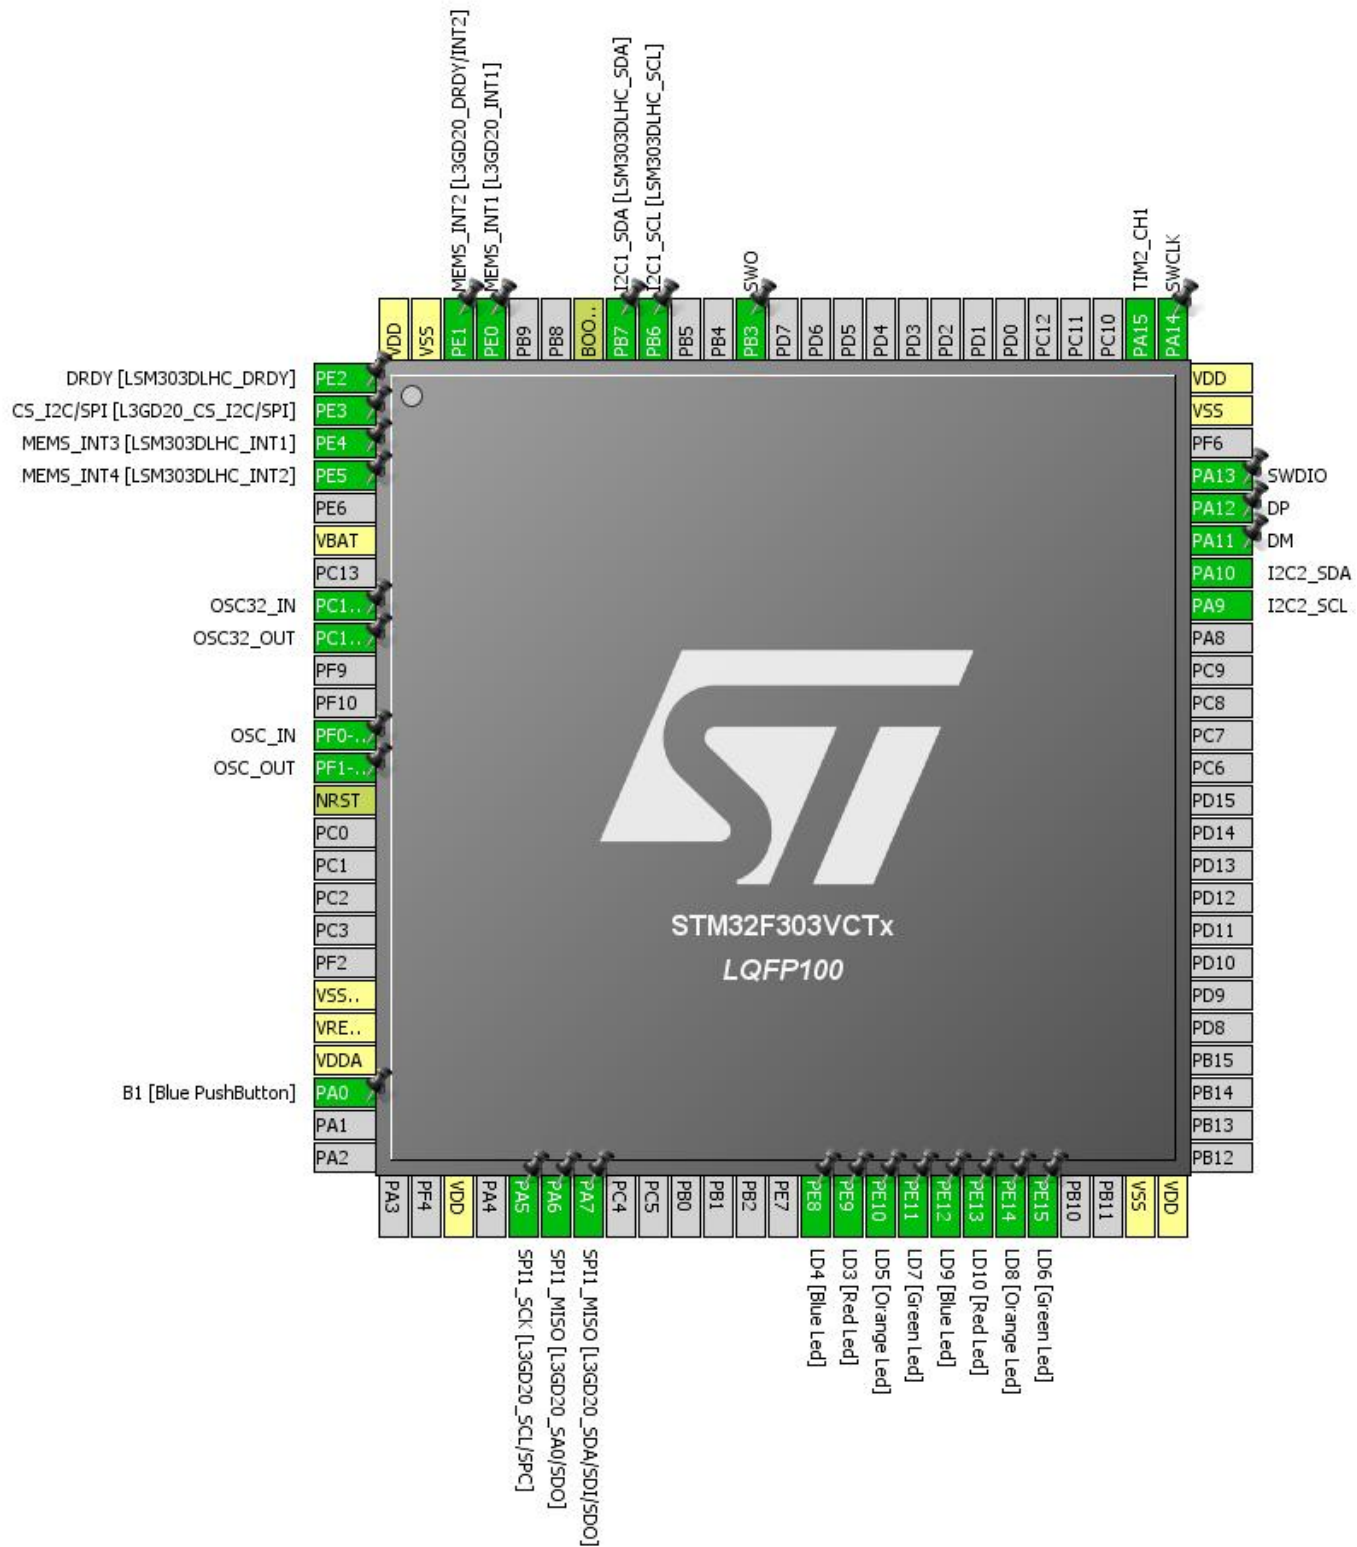 MEMS_INT2 [L3GD20_DRDY/INT2]
MEMS_INT1 [L3GD20_INT1]
I2C1_SDA [LSM303DLHC_SDA]
I2C1_SCL [LSM303DLHC_SCL]
SWO
TIM2_CH1
SWCLK
VDD
VSS
PE1
PE0
PB9
PB8
BOO..
PB7
PB6
PB5
PB4
PB3
PD7
PD6
PD5
PD4
PD3
PD2
PD1
PD0
PC12
PC11
PC10
PA15
PA14
DRDY [LSM303DLHC_DRDY] PE2
CS_I2C/SPI [L3GD20_CS_I2C/SPI] PE3
MEMS_INT3 [LSM303DLHC_INT1] PE4
MEMS_INT4 [LSM303DLHC_INT2] PE5
PE6
VBAT
PC13
OSC32_IN PC1..
OSC32_OUT PC1..
PF9
PF10
OSC_IN PF0-..
OSC_OUT PF1-..
NRST
PC0
PC1
PC2
PC3
PF2
VSS..
VRE..
VDDA
B1 [Blue PushButton] PA0
PA1
PA2
ST
STM32F303VCTx
LQFP100
VDD
VSS
PF6
PA13 SWDIO
PA12 DP
PA11 DM
PA10 I2C2_SDA
PA9 I2C2_SCL
PA8
PC9
PC8
PC7
PC6
PD15
PD14
PD13
PD12
PD11
PD10
PD9
PD8
PB15
PB14
PB13
PB12
PA3
PF4
VDD
PA4
PA5
PA6
PA7
PC4
PC5
PB0
PB1
PB2
PE7
PE8
PE9
PE10
PE11
PE12
PE13
PE14
PE15
PB10
PB11
VSS
VDD
SPI1_SCK [L3GD20_SCL/SPC]
SPI1_MISO [L3GD20_SA0/SDO]
SPI1_MISO [L3GD20_SDA/SDI/SDO]
LD4 [Blue Led]
LD3 [Red Led]
LD5 [Orange Led]
LD7 [Green Led]
LD9 [Blue Led]
LD10 [Red Led]
LD8 [Orange Led]
LD6 [Green Led]